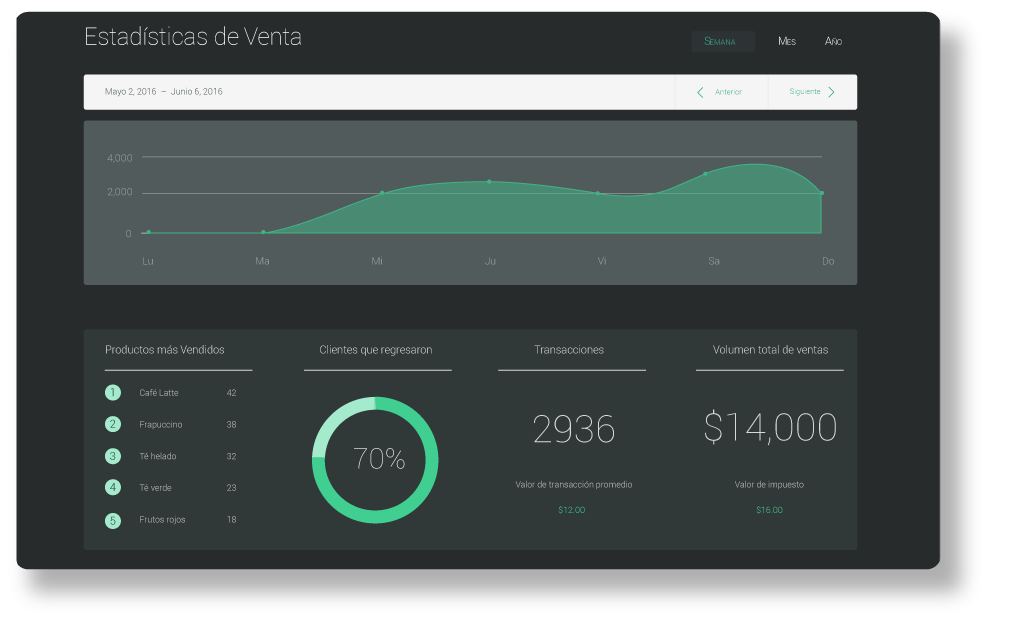 Estadísticas de Venta
Semana Mes Año
Mayo 2, 2016 – Junio 6, 2016
Anterior Siguiente
4,000
2,000
0
Lu Ma Mi Ju Vi Sa Do
Productos más Vendidos
1 Café Latte 42
2 Frapuccino 38
3 Té helado 32
4 Té verde 23
5 Frutos rojos 18
Clientes que regresaron
70%
Transacciones
2936
Valor de transacción promedio
$12.00
Volumen total de ventas
$14,000
Valor de impuesto
$16.00